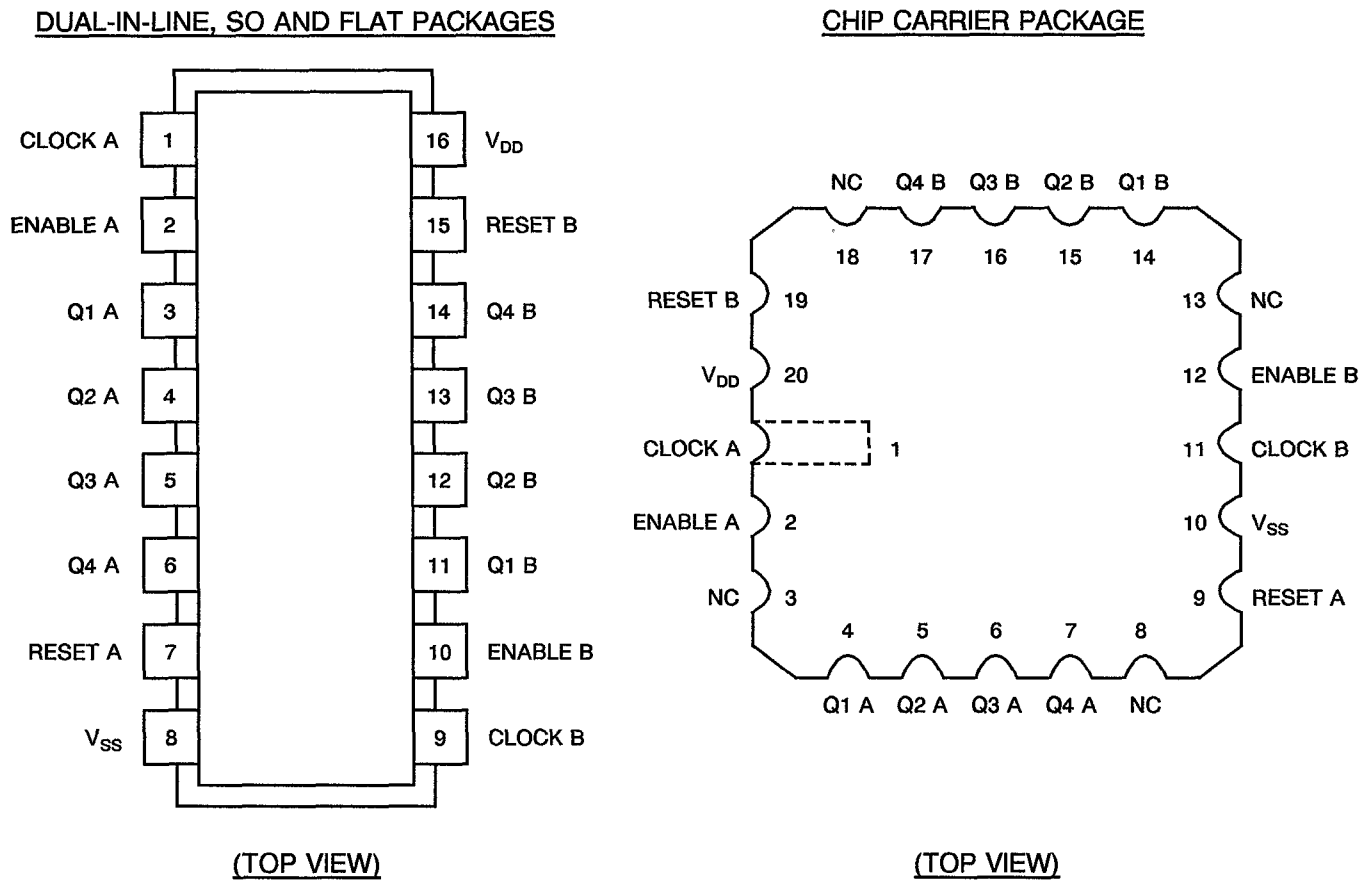 DUAL-IN-LINE, SO AND FLAT PACKAGES
CLOCK A 1 16 VDD
ENABLE A 2 15 RESET B
Q1 A 3 14 Q4 B
Q2 A 4 13 Q3 B
Q3 A 5 12 Q2 B
Q4 A 6 11 Q1 B
RESET A 7 10 ENABLE B
VSS 8 9 CLOCK B
(TOP VIEW)
CHIP CARRIER PACKAGE
NC Q4 B Q3 B Q2 B Q1 B
18 17 16 15 14
RESET B 19 13 NC
VDD 20 12 ENABLE B
CLOCK A 1 11 CLOCK B
ENABLE A 2 10 VSS
NC 3 9 RESET A
4 5 6 7 8
Q1 A Q2 A Q3 A Q4 A NC
(TOP VIEW)